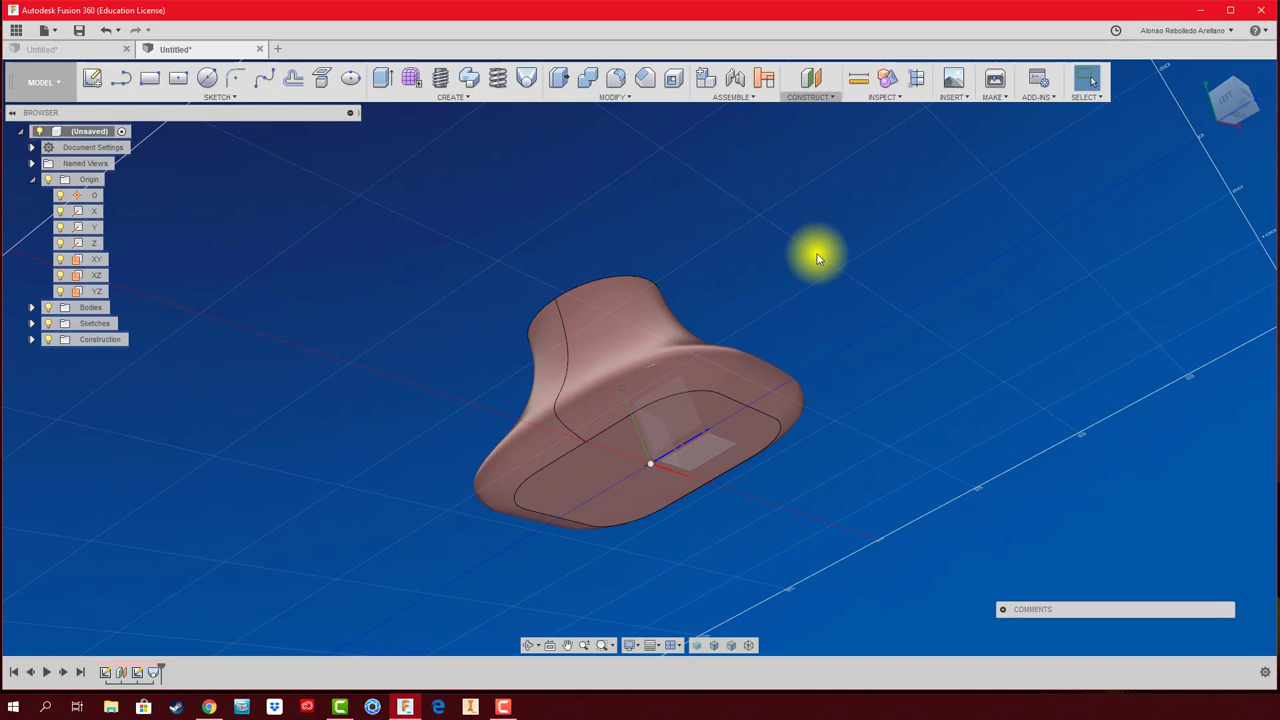 Autodesk Fusion 360 (Education License)
Alonso Rebolledo Arellano
Untitled*
Untitled*
MODEL
SKETCH
CREATE
MODIFY
ASSEMBLE
CONSTRUCT
INSPECT
INSERT
MAKE
ADD-INS
SELECT
BROWSER
(Unsaved)
Document Settings
Named Views
Origin
O
X
Y
Z
XY
XZ
YZ
Bodies
Sketches
Construction
LEFT
COMMENTS